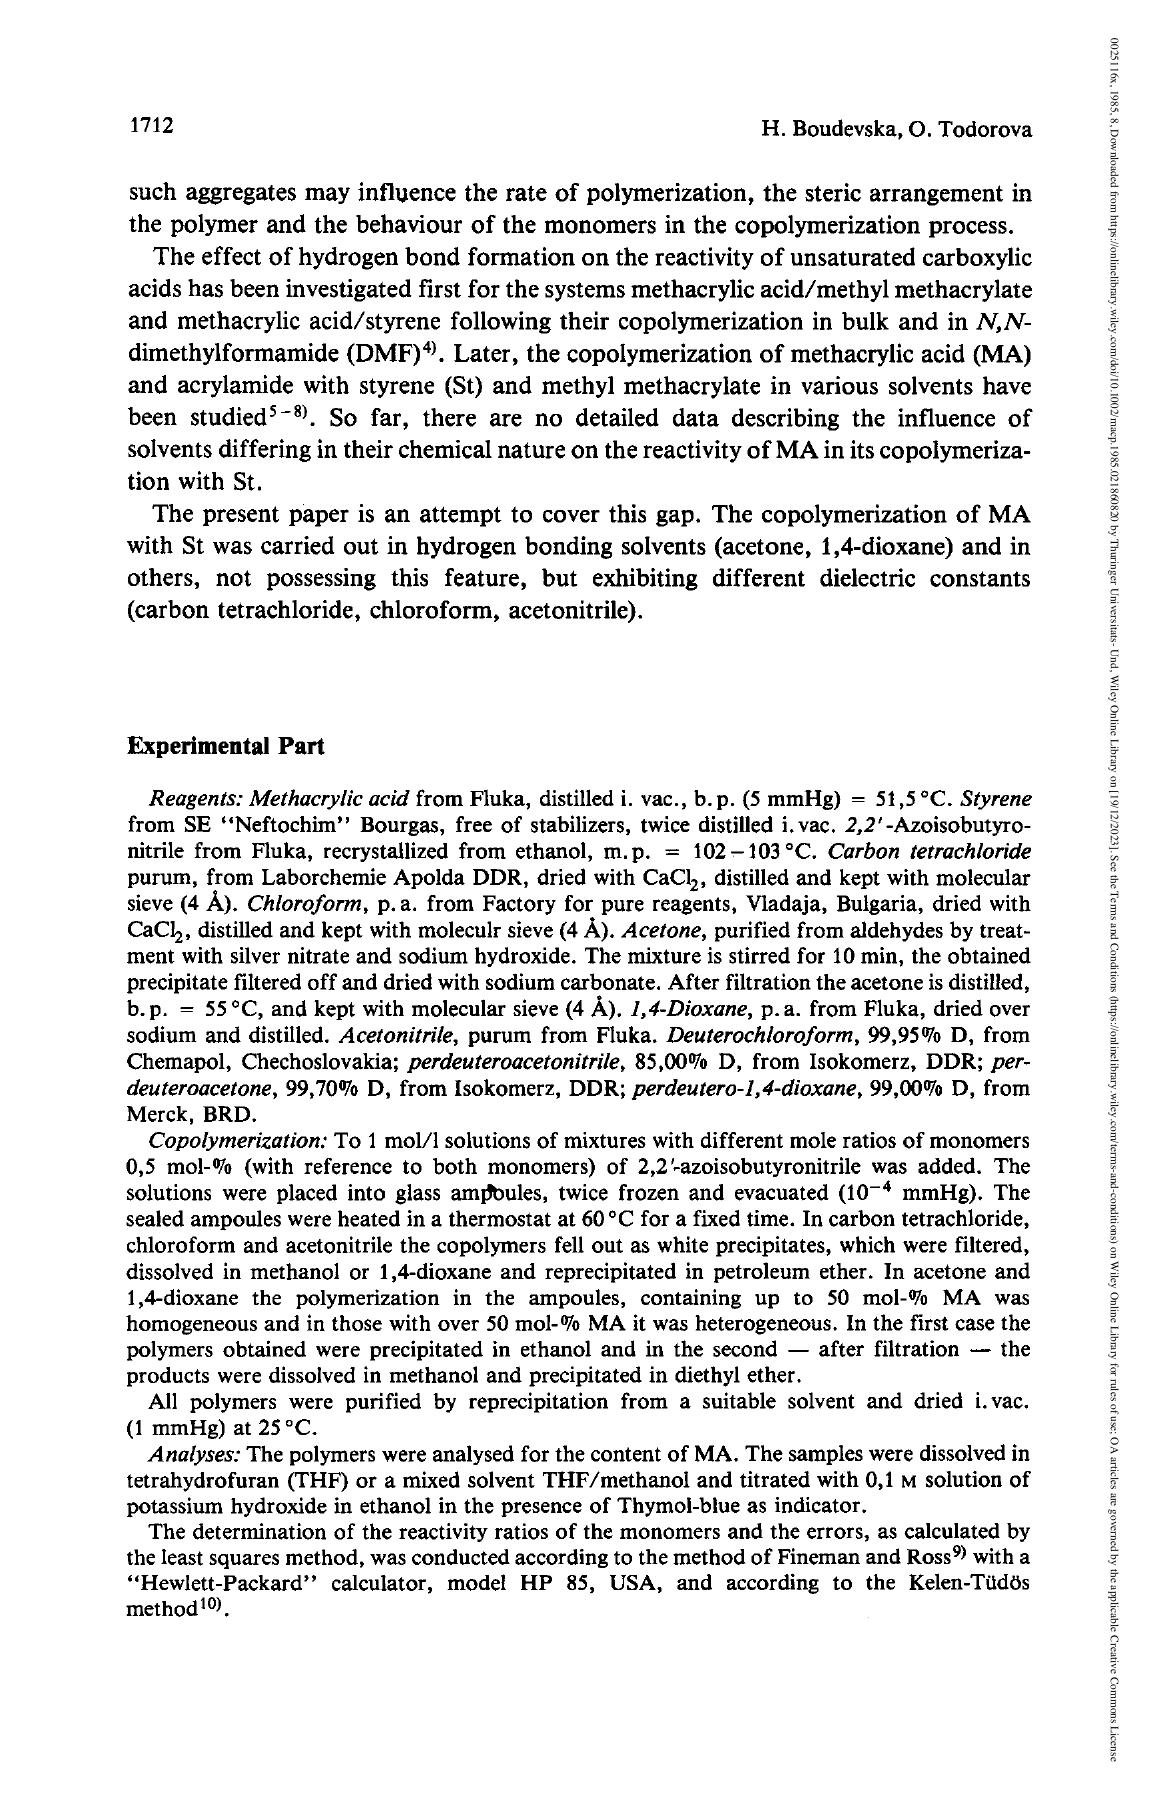 1712
H. Boudevska, O. Todorova
such aggregates may influence the rate of polymerization, the steric arrangement in
the polymer and the behaviour of the monomers in the copolymerization process.
The effect of hydrogen bond formation on the reactivity of unsaturated carboxylic
acids has been investigated first for the systems methacrylic acid/methyl methacrylate
and methacrylic acid/styrene following their copolymerization in bulk and in N,N-
dimethylformamide (DMF)⁴⁾. Later, the copolymerization of methacrylic acid (MA)
and acrylamide with styrene (St) and methyl methacrylate in various solvents have
been studied⁵⁻⁸⁾. So far, there are no detailed data describing the influence of
solvents differing in their chemical nature on the reactivity of MA in its copolymeriza-
tion with St.
The present paper is an attempt to cover this gap. The copolymerization of MA
with St was carried out in hydrogen bonding solvents (acetone, 1,4-dioxane) and in
others, not possessing this feature, but exhibiting different dielectric constants
(carbon tetrachloride, chloroform, acetonitrile).
Experimental Part
Reagents: Methacrylic acid from Fluka, distilled i. vac., b.p. (5 mmHg) = 51,5 °C. Styrene
from SE “Neftochim” Bourgas, free of stabilizers, twice distilled i.vac. 2,2′-Azoisobutyro-
nitrile from Fluka, recrystallized from ethanol, m.p. = 102–103 °C. Carbon tetrachloride
purum, from Laborchemie Apolda DDR, dried with CaCl₂, distilled and kept with molecular
sieve (4 Å). Chloroform, p.a. from Factory for pure reagents, Vladaja, Bulgaria, dried with
CaCl₂, distilled and kept with moleculr sieve (4 Å). Acetone, purified from aldehydes by treat-
ment with silver nitrate and sodium hydroxide. The mixture is stirred for 10 min, the obtained
precipitate filtered off and dried with sodium carbonate. After filtration the acetone is distilled,
b.p. = 55 °C, and kept with molecular sieve (4 Å). 1,4-Dioxane, p.a. from Fluka, dried over
sodium and distilled. Acetonitrile, purum from Fluka. Deuterochloroform, 99,95% D, from
Chemapol, Chechoslovakia; perdeuteroacetonitrile, 85,00% D, from Isokomerz, DDR; per-
deuteroacetone, 99,70% D, from Isokomerz, DDR; perdeutero-1,4-dioxane, 99,00% D, from
Merck, BRD.
Copolymerization: To 1 mol/l solutions of mixtures with different mole ratios of monomers
0,5 mol-% (with reference to both monomers) of 2,2′-azoisobutyronitrile was added. The
solutions were placed into glass ampoules, twice frozen and evacuated (10⁻⁴ mmHg). The
sealed ampoules were heated in a thermostat at 60 °C for a fixed time. In carbon tetrachloride,
chloroform and acetonitrile the copolymers fell out as white precipitates, which were filtered,
dissolved in methanol or 1,4-dioxane and reprecipitated in petroleum ether. In acetone and
1,4-dioxane the polymerization in the ampoules, containing up to 50 mol-% MA was
homogeneous and in those with over 50 mol-% MA it was heterogeneous. In the first case the
polymers obtained were precipitated in ethanol and in the second — after filtration — the
products were dissolved in methanol and precipitated in diethyl ether.
All polymers were purified by reprecipitation from a suitable solvent and dried i.vac.
(1 mmHg) at 25 °C.
Analyses: The polymers were analysed for the content of MA. The samples were dissolved in
tetrahydrofuran (THF) or a mixed solvent THF/methanol and titrated with 0,1 M solution of
potassium hydroxide in ethanol in the presence of Thymol-blue as indicator.
The determination of the reactivity ratios of the monomers and the errors, as calculated by
the least squares method, was conducted according to the method of Fineman and Ross⁹⁾ with a
“Hewlett-Packard” calculator, model HP 85, USA, and according to the Kelen-Tüdös
method¹⁰⁾.
0025116x, 1985, 8, Downloaded from https://onlinelibrary.wiley.com/doi/10.1002/macp.1985.021860820 by Thuringer Universitats- Und, Wiley Online Library on [19/12/2023]. See the Terms and Conditions (https://onlinelibrary.wiley.com/terms-and-conditions) on Wiley Online Library for rules of use; OA articles are governed by the applicable Creative Commons License